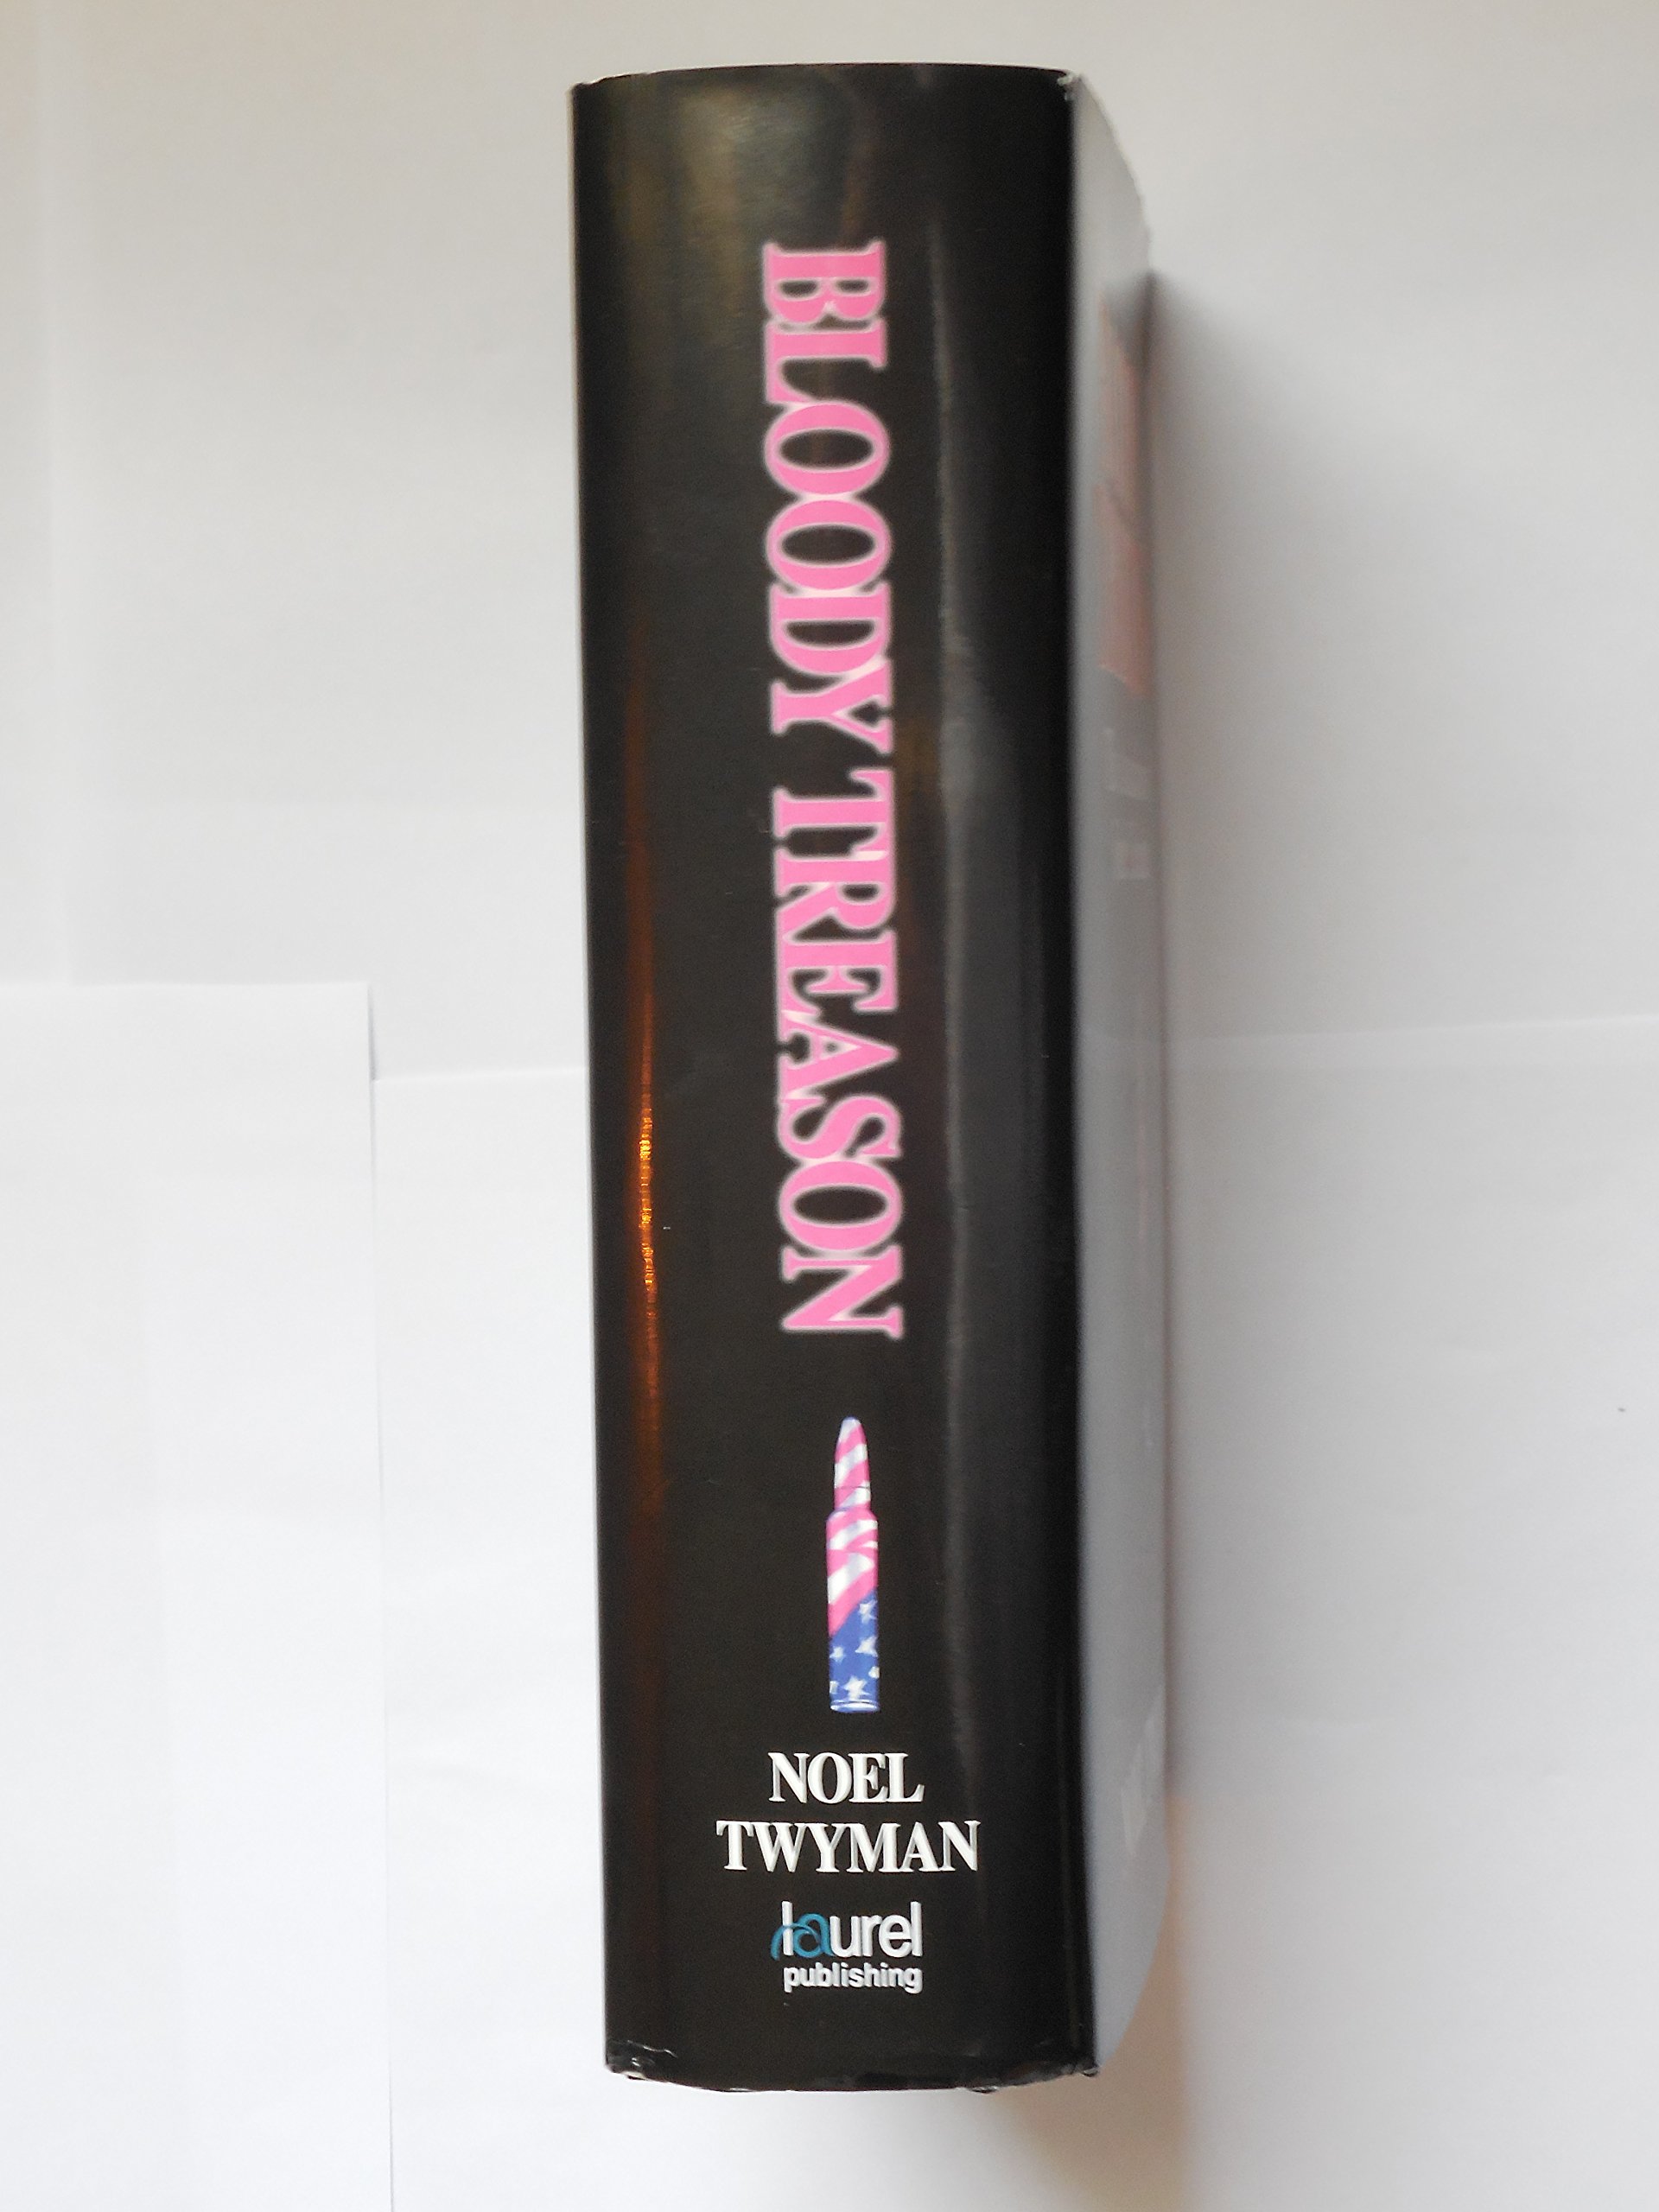 BLOODY TREASON
NOEL
TWYMAN
laurel
publishing